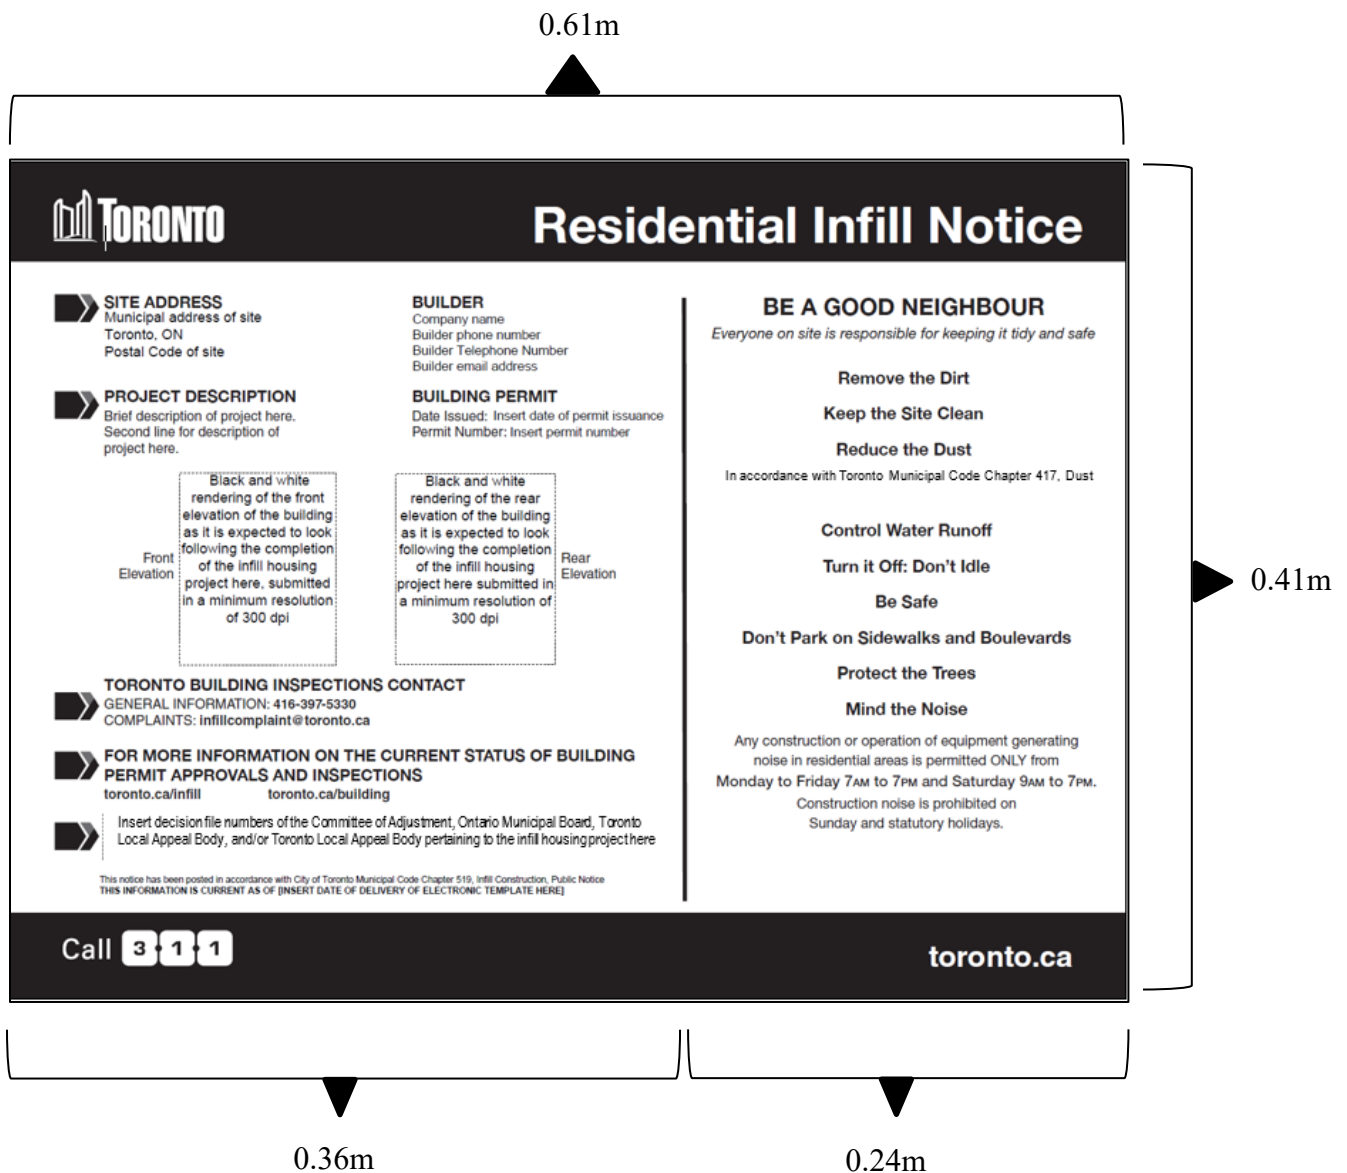 0.61m
TORONTO
Residential Infill Notice
SITE ADDRESS
Municipal address of site
Toronto, ON
Postal Code of site
BUILDER
Company name
Builder phone number
Builder Telephone Number
Builder email address
PROJECT DESCRIPTION
Brief description of project here.
Second line for description of
project here.
BUILDING PERMIT
Date Issued: Insert date of permit issuance
Permit Number: Insert permit number
Front
Elevation
Black and white
rendering of the front
elevation of the building
as it is expected to look
following the completion
of the infill housing
project here, submitted
in a minimum resolution
of 300 dpi
Black and white
rendering of the rear
elevation of the building
as it is expected to look
following the completion
of the infill housing
project here submitted in
a minimum resolution of
300 dpi
Rear
Elevation
TORONTO BUILDING INSPECTIONS CONTACT
GENERAL INFORMATION: 416-397-5330
COMPLAINTS: infillcomplaint@toronto.ca
FOR MORE INFORMATION ON THE CURRENT STATUS OF BUILDING
PERMIT APPROVALS AND INSPECTIONS
toronto.ca/infill toronto.ca/building
Insert decision file numbers of the Committee of Adjustment, Ontario Municipal Board, Toronto
Local Appeal Body, and/or Toronto Local Appeal Body pertaining to the infill housing project here
This notice has been posted in accordance with City of Toronto Municipal Code Chapter 519, Infill Construction, Public Notice
THIS INFORMATION IS CURRENT AS OF [INSERT DATE OF DELIVERY OF ELECTRONIC TEMPLATE HERE]
BE A GOOD NEIGHBOUR
Everyone on site is responsible for keeping it tidy and safe
Remove the Dirt
Keep the Site Clean
Reduce the Dust
In accordance with Toronto Municipal Code Chapter 417, Dust
Control Water Runoff
Turn it Off: Don't Idle
Be Safe
Don't Park on Sidewalks and Boulevards
Protect the Trees
Mind the Noise
Any construction or operation of equipment generating
noise in residential areas is permitted ONLY from
Monday to Friday 7AM to 7PM and Saturday 9AM to 7PM.
Construction noise is prohibited on
Sunday and statutory holidays.
0.41m
Call 3 1 1
toronto.ca
0.36m
0.24m